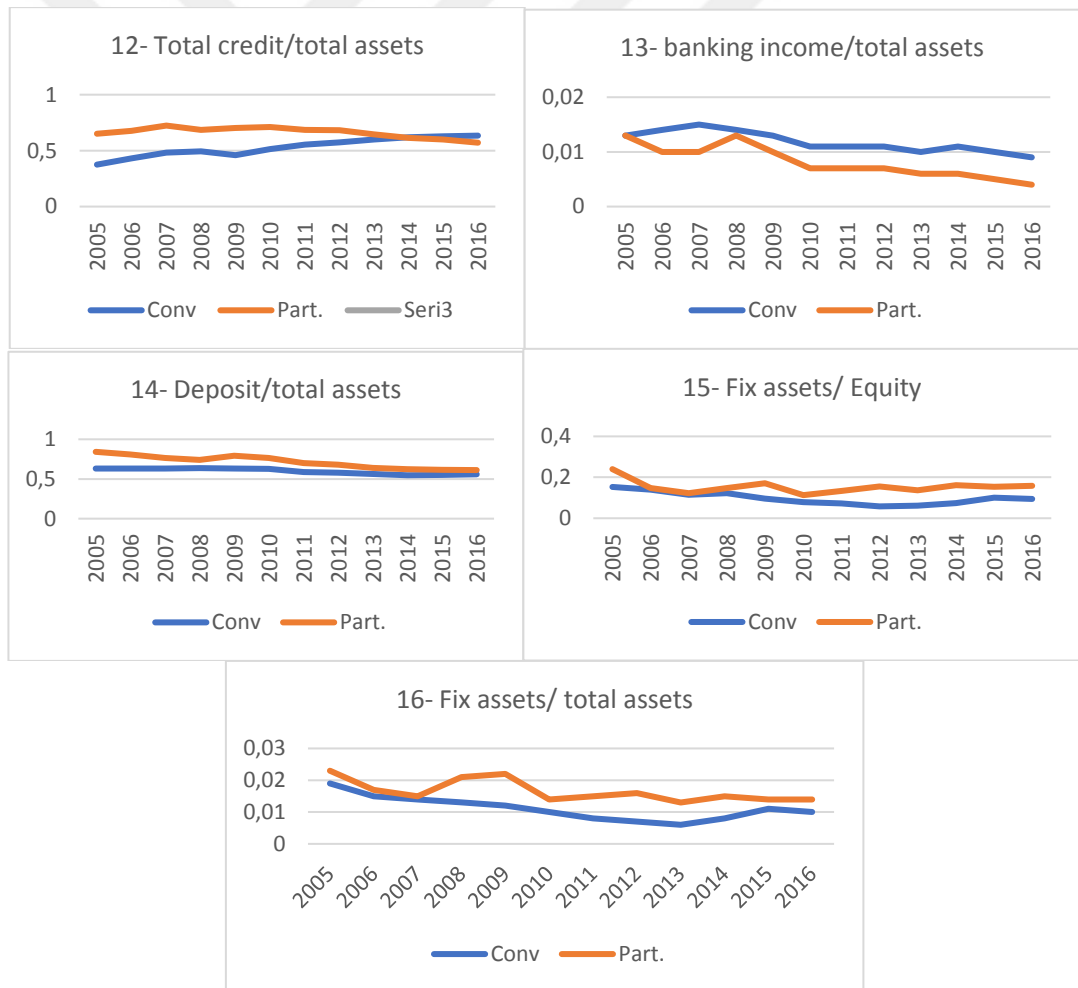 12- Total credit/total assets
1
0,5
0
2005 2006 2007 2008 2009 2010 2011 2012 2013 2014 2015 2016
Conv Part. Seri3
13- banking income/total assets
0,02
0,01
0
2005 2006 2007 2008 2009 2010 2011 2012 2013 2014 2015 2016
Conv Part.
14- Deposit/total assets
1
0,5
0
2005 2006 2007 2008 2009 2010 2011 2012 2013 2014 2015 2016
Conv Part.
15- Fix assets/ Equity
0,4
0,2
0
2005 2006 2007 2008 2009 2010 2011 2012 2013 2014 2015 2016
Conv Part.
16- Fix assets/ total assets
0,03
0,02
0,01
0
2005 2006 2007 2008 2009 2010 2011 2012 2013 2014 2015 2016
Conv Part.